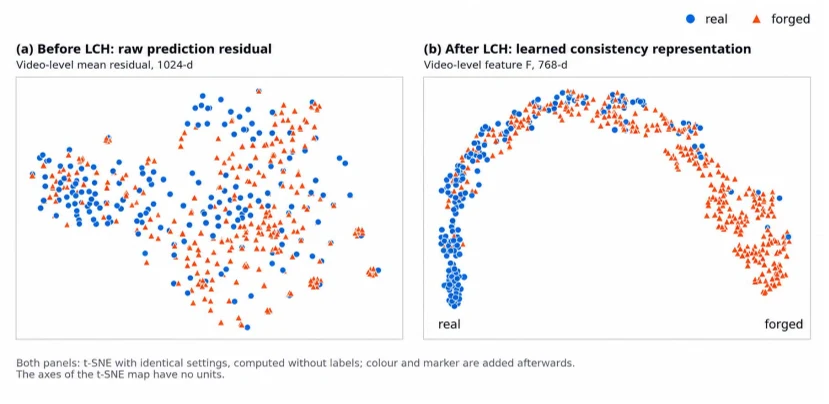 real forged
(a) Before LCH: raw prediction residual
Video-level mean residual, 1024-d
(b) After LCH: learned consistency representation
Video-level feature F, 768-d
real
forged
Both panels: t-SNE with identical settings, computed without labels; colour and marker are added afterwards.
The axes of the t-SNE map have no units.